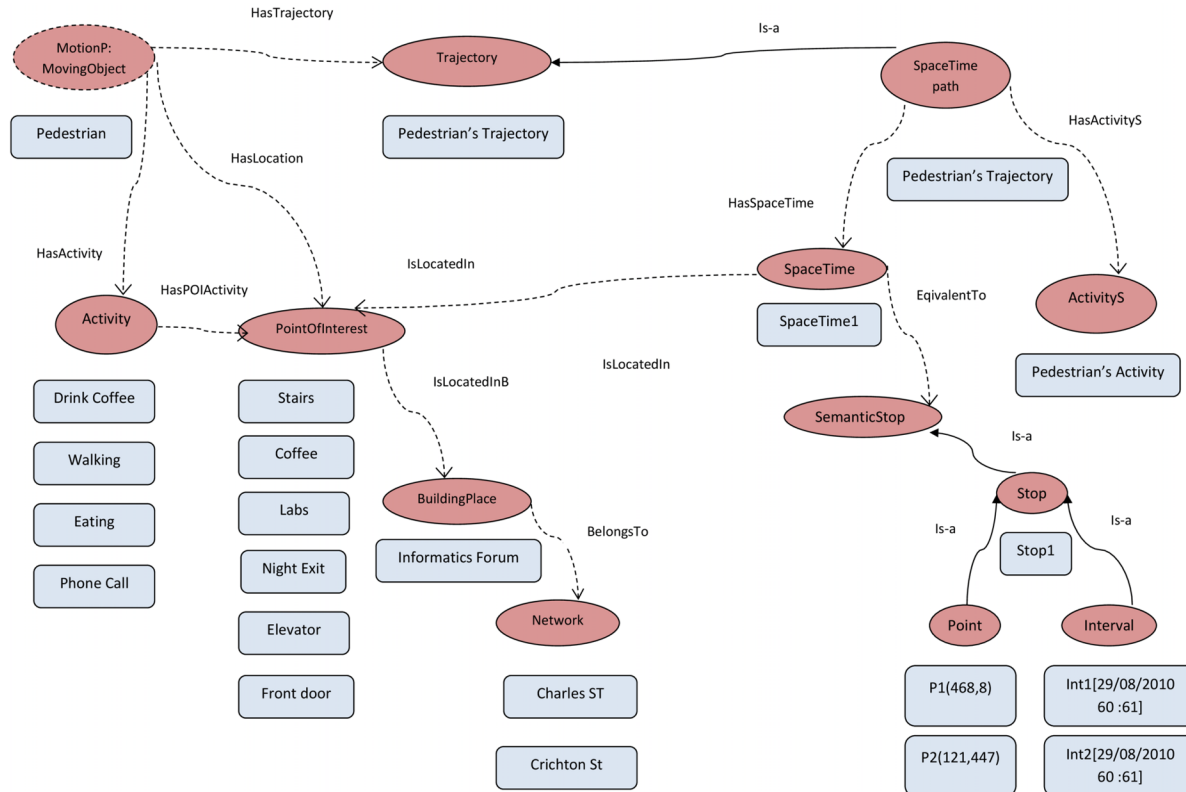 HasTrajectory
MotionP:
MovingObject
Trajectory
Is-a
SpaceTime
path
Pedestrian
Pedestrian's Trajectory
HasActivityS
HasLocation
Pedestrian's Trajectory
HasSpaceTime
HasActivity
IsLocatedIn
SpaceTime
HasPOIActivity
EqivalentTo
ActivityS
Activity
PointOfInterest
SpaceTime1
IsLocatedInB
IsLocatedIn
Pedestrian's Activity
Drink Coffee
Stairs
SemanticStop
Is-a
Walking
Coffee
BuildingPlace
Stop
Eating
Labs
BelongsTo
Is-a
Is-a
Informatics Forum
Stop1
Phone Call
Night Exit
Elevator
Network
Point
Interval
Front door
Charles ST
P1(468,8)
Int1[29/08/2010
60 :61]
Crichton St
P2(121,447)
Int2[29/08/2010
60 :61]